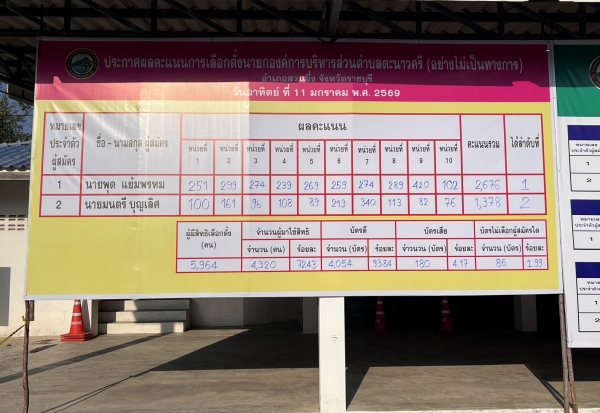 ประกาศผลคะแนนการเลือกตั้งนายกองค์การบริหารส่วนตำบลตะนาวศรี (อย่างไม่เป็นทางการ)
อำเภอสวนผึ้ง จังหวัดราชบุรี
วันอาทิตย์ ที่ 11 มกราคม พ.ศ. 2569
หมายเลขประจำตัวผู้สมัคร ชื่อ - นามสกุล ผู้สมัคร ผลคะแนน คะแนนรวม ได้ลำดับที่
หน่วยที่ 1 หน่วยที่ 2 หน่วยที่ 3 หน่วยที่ 4 หน่วยที่ 5 หน่วยที่ 6 หน่วยที่ 7 หน่วยที่ 8 หน่วยที่ 9 หน่วยที่ 10
1 นายพุด แย้มพรหม 251 299 274 239 269 259 274 289 420 102 2,676 1
2 นายมนตรี บุญเลิศ 100 161 96 108 89 213 340 113 82 76 1,378 2
ผู้มีสิทธิเลือกตั้ง (คน) จำนวนผู้มาใช้สิทธิ บัตรดี บัตรเสีย บัตรไม่เลือกผู้สมัครใด
จำนวน (คน) ร้อยละ จำนวน (บัตร) ร้อยละ จำนวน (บัตร) ร้อยละ จำนวน (บัตร) ร้อยละ
5,964 4,320 72.43 4,054 93.84 180 4.17 86 1.99